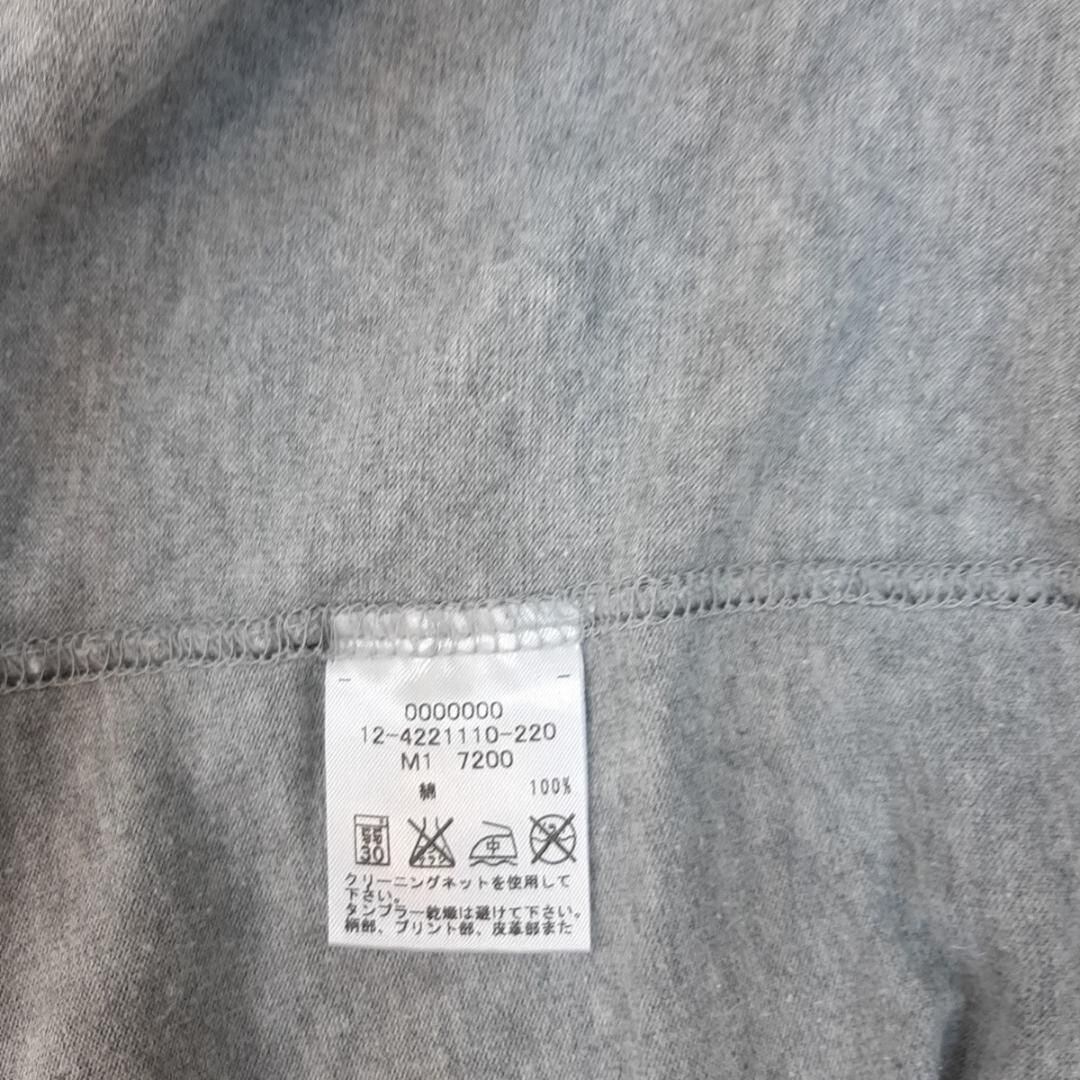 0000000
12-4221110-220
M1 7200
綿 100%
30 中
クリーニングネットを使用して
下さい。
タンブラー乾燥は避けて下さい。
柄部、プリント部、皮革部また